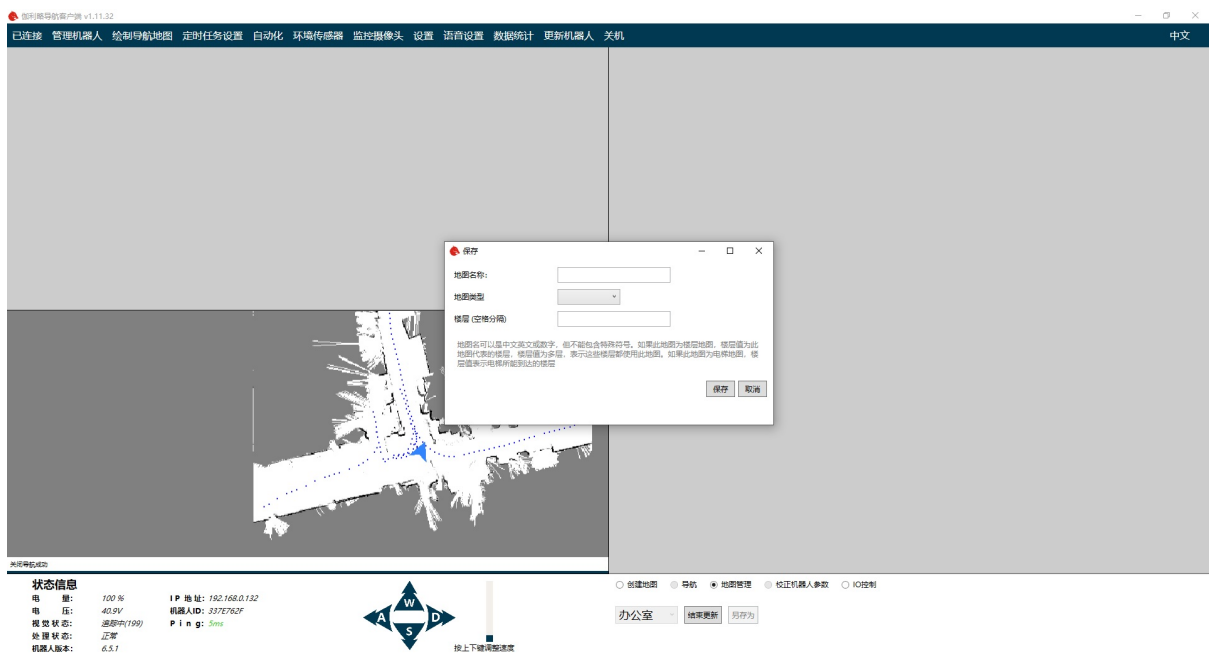 伽利略导航客户端 v1.11.32
已连接 管理机器人 绘制导航地图 定时任务设置 自动化 环境传感器 监控摄像头 设置 语音设置 数据统计 更新机器人 关机 中文
保存
地图名称:
地图类型
楼层 (空格分隔)
地图名可以是中文英文或数字，但不能包含特殊符号。如果此地图为楼层地图，楼层值为此
地图代表的楼层，楼层值为多层，表示这些楼层都使用此地图。如果此地图为电梯地图，楼
层值表示电梯所能到达的楼层
保存 取消
关闭导航成功
状态信息
电 量: 100 % I P 地 址: 192.168.0.132
电 压: 40.9V 机器人ID: 337E762F
视觉状态: 追踪中(199) P i n g: 5ms
处理状态: 正常
机器人版本: 6.5.1
W
A D
S
按上下键调整速度
创建地图 导航 地图管理 校正机器人参数 IO控制
办公室 结束更新 另存为